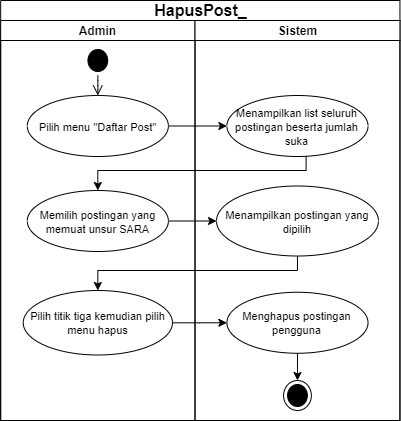 HapusPost_
Admin
Sistem
Pilih menu "Daftar Post"
Menampilkan list seluruh
postingan beserta jumlah
suka
Memilih postingan yang
memuat unsur SARA
Menampilkan postingan yang
dipilih
Pilih titik tiga kemudian pilih
menu hapus
Menghapus postingan
pengguna